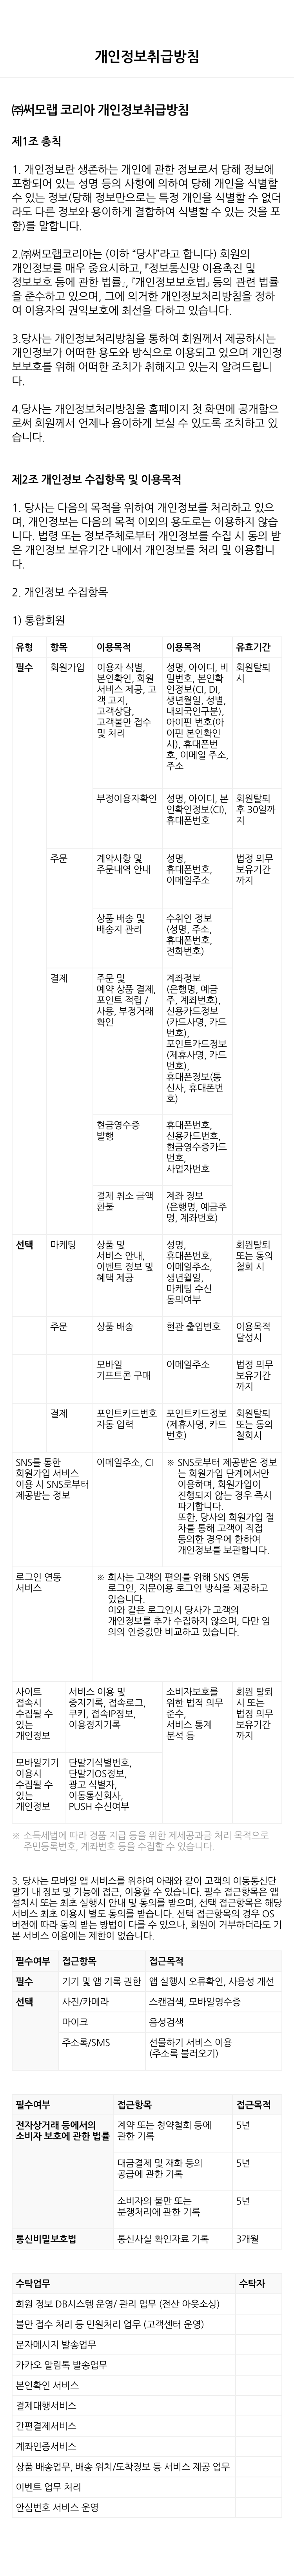 개인정보취급방침
㈜써모랩 코리아 개인정보취급방침
제1조 총칙
1. 개인정보란 생존하는 개인에 관한 정보로서 당해 정보에
포함되어 있는 성명 등의 사항에 의하여 당해 개인을 식별할
수 있는 정보(당해 정보만으로는 특정 개인을 식별할 수 없더
라도 다른 정보와 용이하게 결합하여 식별할 수 있는 것을 포
함)를 말합니다.
2.㈜써모랩코리아는 (이하 “당사”라고 합니다) 회원의
개인정보를 매우 중요시하고, 『정보통신망 이용촉진 및
정보보호 등에 관한 법률』, 『개인정보보호법』 등의 관련 법률
을 준수하고 있으며, 그에 의거한 개인정보처리방침을 정하
여 이용자의 권익보호에 최선을 다하고 있습니다.
3.당사는 개인정보처리방침을 통하여 회원께서 제공하시는
개인정보가 어떠한 용도와 방식으로 이용되고 있으며 개인정
보보호를 위해 어떠한 조치가 취해지고 있는지 알려드립니
다.
4.당사는 개인정보처리방침을 홈페이지 첫 화면에 공개함으
로써 회원께서 언제나 용이하게 보실 수 있도록 조치하고 있
습니다.
제2조 개인정보 수집항목 및 이용목적
1. 당사는 다음의 목적을 위하여 개인정보를 처리하고 있으
며, 개인정보는 다음의 목적 이외의 용도로는 이용하지 않습
니다. 법령 또는 정보주체로부터 개인정보를 수집 시 동의 받
은 개인정보 보유기간 내에서 개인정보를 처리 및 이용합니
다.
2. 개인정보 수집항목
1) 통합회원
유형 항목 이용목적 이용목적 유효기간
필수 회원가입 이용자 식별, 성명, 아이디, 비 회원탈퇴
본인확인, 회원 밀번호, 본인확 시
서비스 제공, 고 인정보(CI, DI,
객 고지, 생년월일, 성별,
고객상담, 내외국인구분),
고객불만 접수 아이핀 번호(아
및 처리 이핀 본인확인
시), 휴대폰번
호, 이메일 주소,
주소
부정이용자확인 성명, 아이디, 본 회원탈퇴
인확인정보(CI), 후 30일까
휴대폰번호 지
주문 계약사항 및 성명, 법정 의무
주문내역 안내 휴대폰번호, 보유기간
이메일주소 까지
상품 배송 및 수취인 정보
배송지 관리 (성명, 주소,
휴대폰번호,
전화번호)
결제 주문 및 계좌정보
예약 상품 결제, (은행명, 예금
포인트 적립 / 주, 계좌번호),
사용, 부정거래 신용카드정보
확인 (카드사명, 카드
번호),
포인트카드정보
(제휴사명, 카드
번호),
휴대폰정보(통
신사, 휴대폰번
호)
현금영수증 휴대폰번호,
발행 신용카드번호,
현금영수증카드
번호,
사업자번호
결제 취소 금액 계좌 정보
환불 (은행명, 예금주
명, 계좌번호)
선택 마케팅 상품 및 성명, 회원탈퇴
서비스 안내, 휴대폰번호, 또는 동의
이벤트 정보 및 이메일주소, 철회 시
혜택 제공 생년월일,
마케팅 수신
동의여부
주문 상품 배송 현관 출입번호 이용목적
달성시
모바일 이메일주소 법정 의무
기프트콘 구매 보유기간
까지
결제 포인트카드번호 포인트카드정보 회원탈퇴
자동 입력 (제휴사명, 카드 또는 동의
번호) 철회시
SNS를 통한 이메일주소, CI ※ SNS로부터 제공받은 정보
회원가입 서비스 는 회원가입 단계에서만
이용 시 SNS로부터 이용하며, 회원가입이
제공받는 정보 진행되지 않는 경우 즉시
파기합니다.
또한, 당사의 회원가입 절
차를 통해 고객이 직접
동의한 경우에 한하여
개인정보를 보관합니다.
로그인 연동 ※ 회사는 고객의 편의를 위해 SNS 연동
서비스 로그인, 지문이용 로그인 방식을 제공하고
있습니다.
이와 같은 로그인시 당사가 고객의
개인정보를 추가 수집하지 않으며, 다만 임
의의 인증값만 비교하고 있습니다.
사이트 서비스 이용 및 소비자보호를 회원 탈퇴
접속시 중지기록, 접속로그, 위한 법적 의무 시 또는
수집될 수 쿠키, 접속IP정보, 준수, 법정 의무
있는 이용정지기록 서비스 통계 보유기간
개인정보 분석 등 까지
모바일기기 단말기식별번호,
이용시 단말기OS정보,
수집될 수 광고 식별자,
있는 이동통신회사,
개인정보 PUSH 수신여부
※ 소득세법에 따라 경품 지급 등을 위한 제세공과금 처리 목적으로
주민등록번호, 계좌번호 등을 수집할 수 있습니다.
3. 당사는 모바일 앱 서비스를 위하여 아래와 같이 고객의 이동통신단
말기 내 정보 및 기능에 접근, 이용할 수 있습니다. 필수 접근항목은 앱
설치시 또는 최초 실행시 안내 및 동의를 받으며, 선택 접근항목은 해당
서비스 최초 이용시 별도 동의를 받습니다. 선택 접근항목의 경우 OS
버전에 따라 동의 받는 방법이 다를 수 있으나, 회원이 거부하더라도 기
본 서비스 이용에는 제한이 없습니다.
필수여부 접근항목 접근목적
필수 기기 및 앱 기록 권한 앱 실행시 오류확인, 사용성 개선
선택 사진/카메라 스캔검색, 모바일영수증
마이크 음성검색
주소록/SMS 선물하기 서비스 이용
(주소록 불러오기)
필수여부 접근항목 접근목적
전자상거래 등에서의 계약 또는 청약철회 등에 5년
소비자 보호에 관한 법률 관한 기록
대금결제 및 재화 등의 5년
공급에 관한 기록
소비자의 불만 또는 5년
분쟁처리에 관한 기록
통신비밀보호법 통신사실 확인자료 기록 3개월
수탁업무 수탁자
회원 정보 DB시스템 운영/ 관리 업무 (전산 아웃소싱)
불만 접수 처리 등 민원처리 업무 (고객센터 운영)
문자메시지 발송업무
카카오 알림톡 발송업무
본인확인 서비스
결제대행서비스
간편결제서비스
계좌인증서비스
상품 배송업무, 배송 위치/도착정보 등 서비스 제공 업무
이벤트 업무 처리
안심번호 서비스 운영